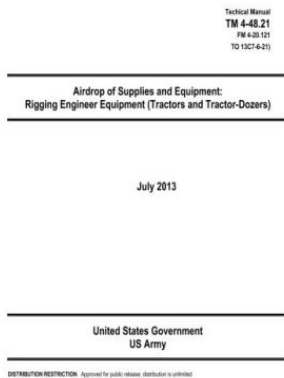 Techical Manual
TM 4-48.21
FM 4-20.121
TO 13C7-6-21)
Airdrop of Supplies and Equipment:
Rigging Engineer Equipment (Tractors and Tractor-Dozers)
July 2013
United States Government
US Army
DISTRIBUTION RESTRICTION. Approved for public release; distribution is unlimited